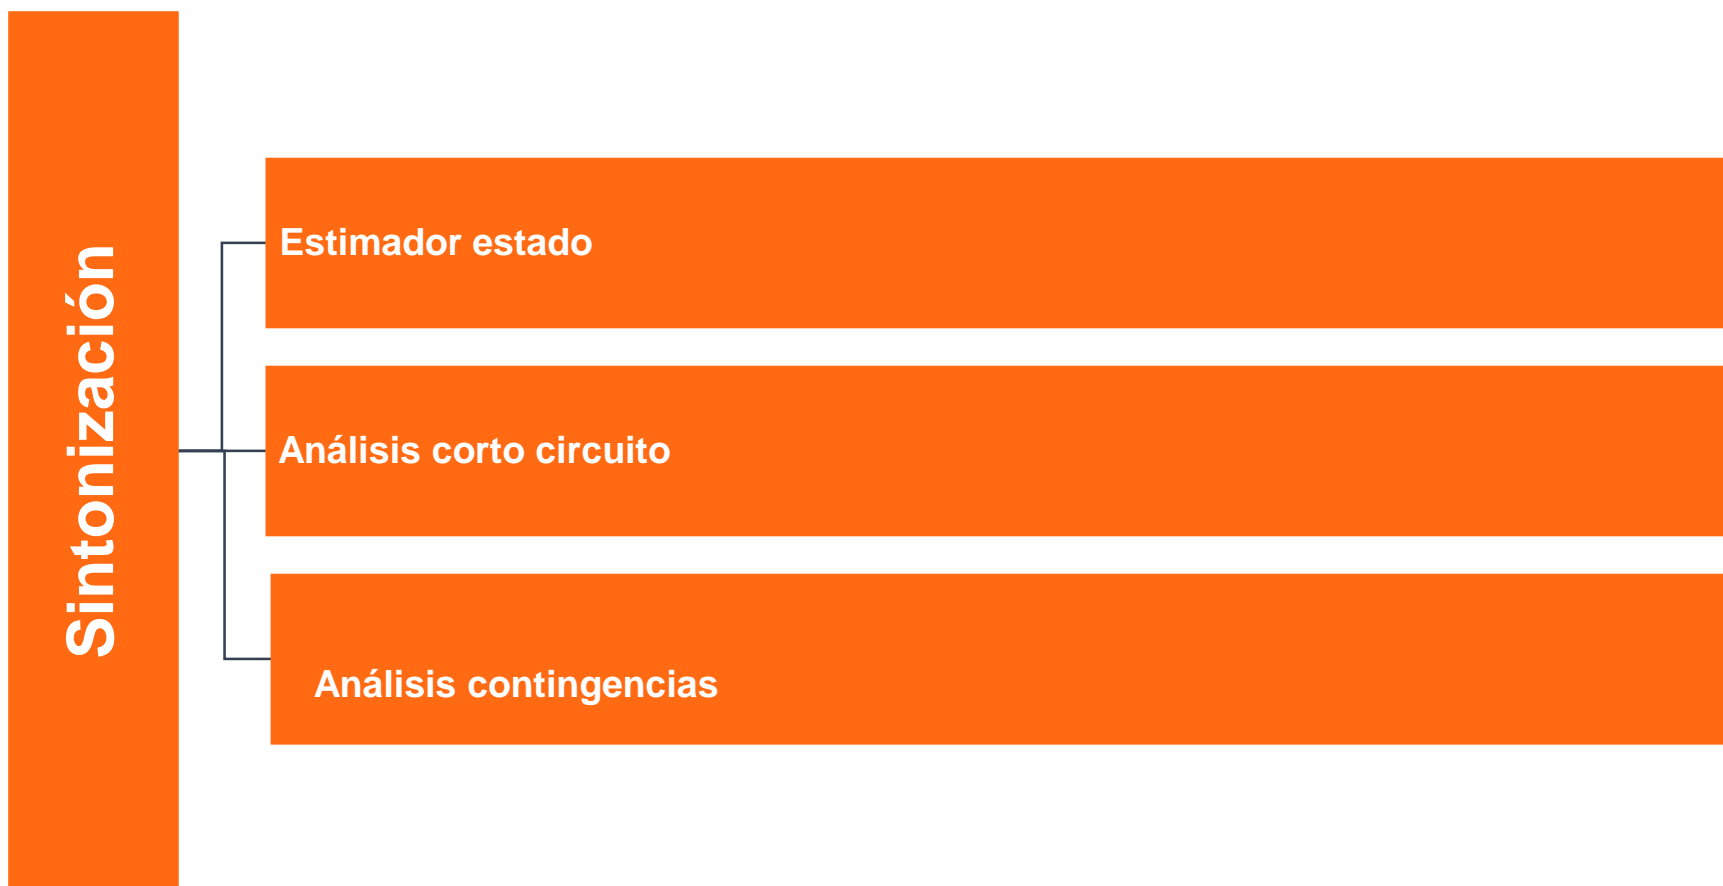 Sintonización
Estimador estado
Análisis corto circuito
Análisis contingencias